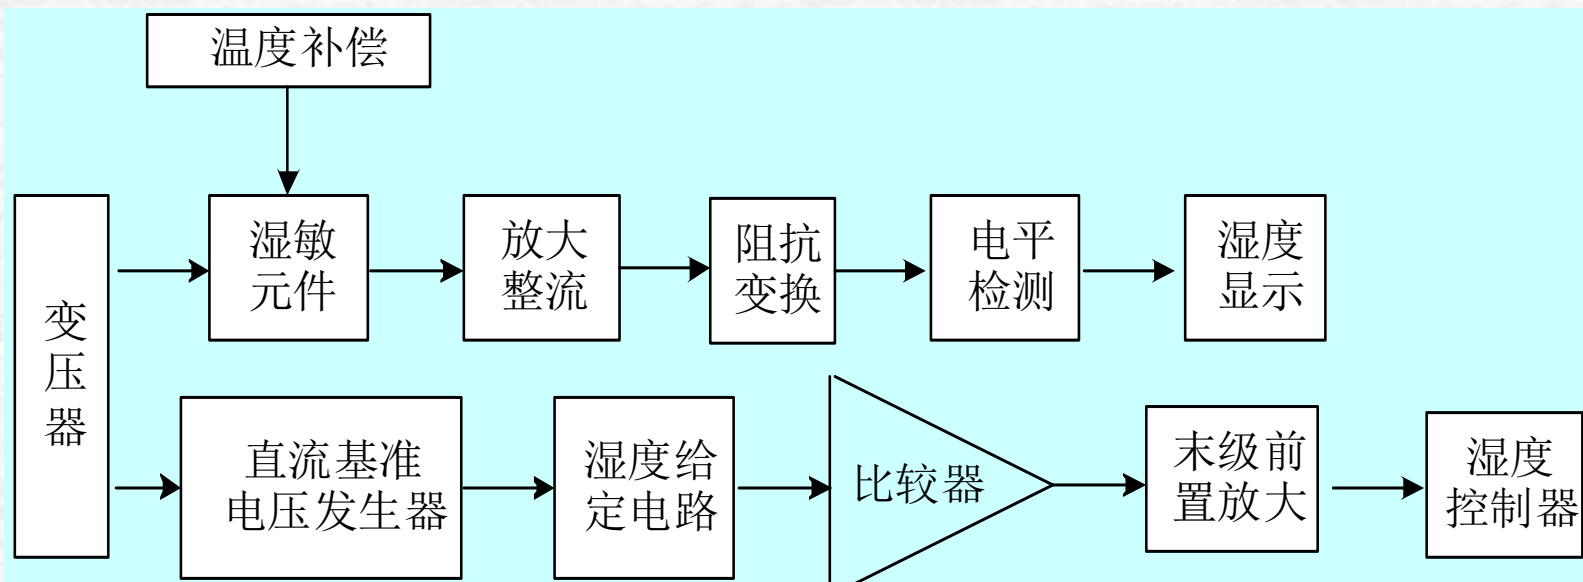 温度补偿
变
压
器
湿敏
元件
放大
整流
阻抗
变换
电平
检测
湿度
显示
直流基准
电压发生器
湿度给
定电路
比较器
末级前
置放大
湿度
控制器